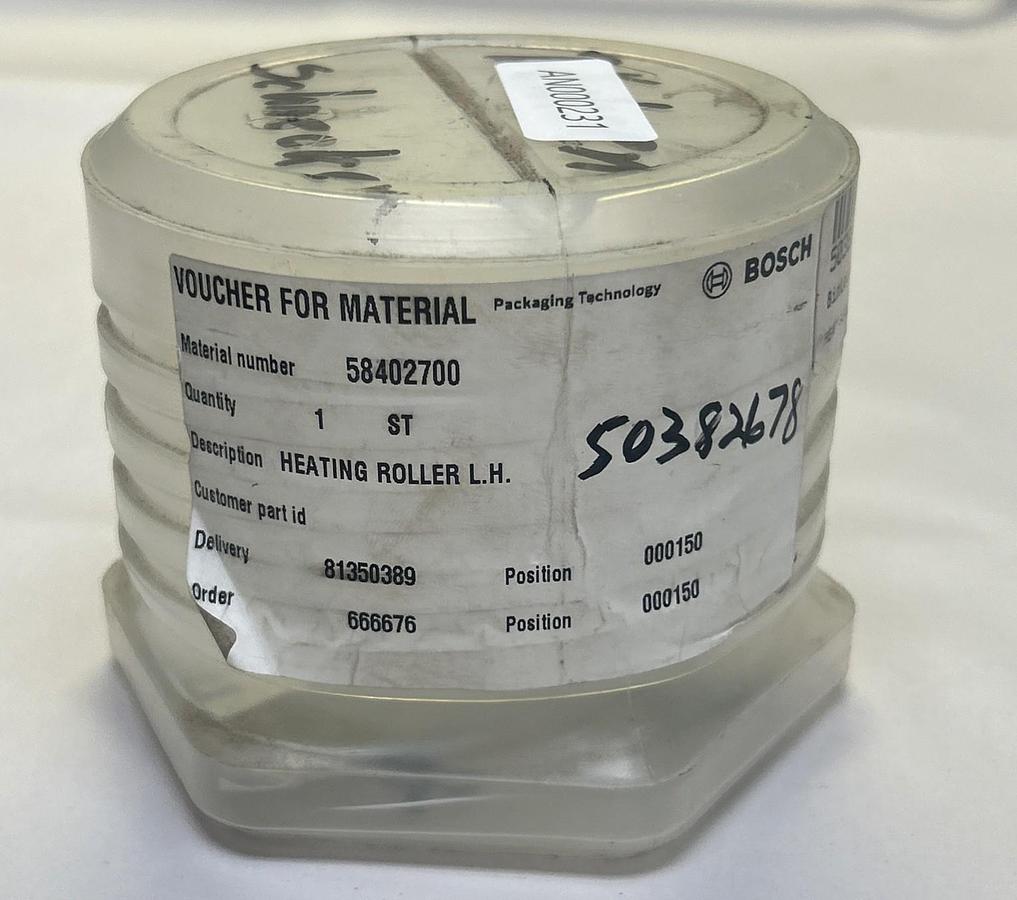 AN000231
VOUCHER FOR MATERIAL Packaging Technology BOSCH
Material number 58402700
Quantity 1 ST
50382678
Description HEATING ROLLER L.H.
Customer part id
Delivery 81350389 Position 000150
Order 666676 Position 000150